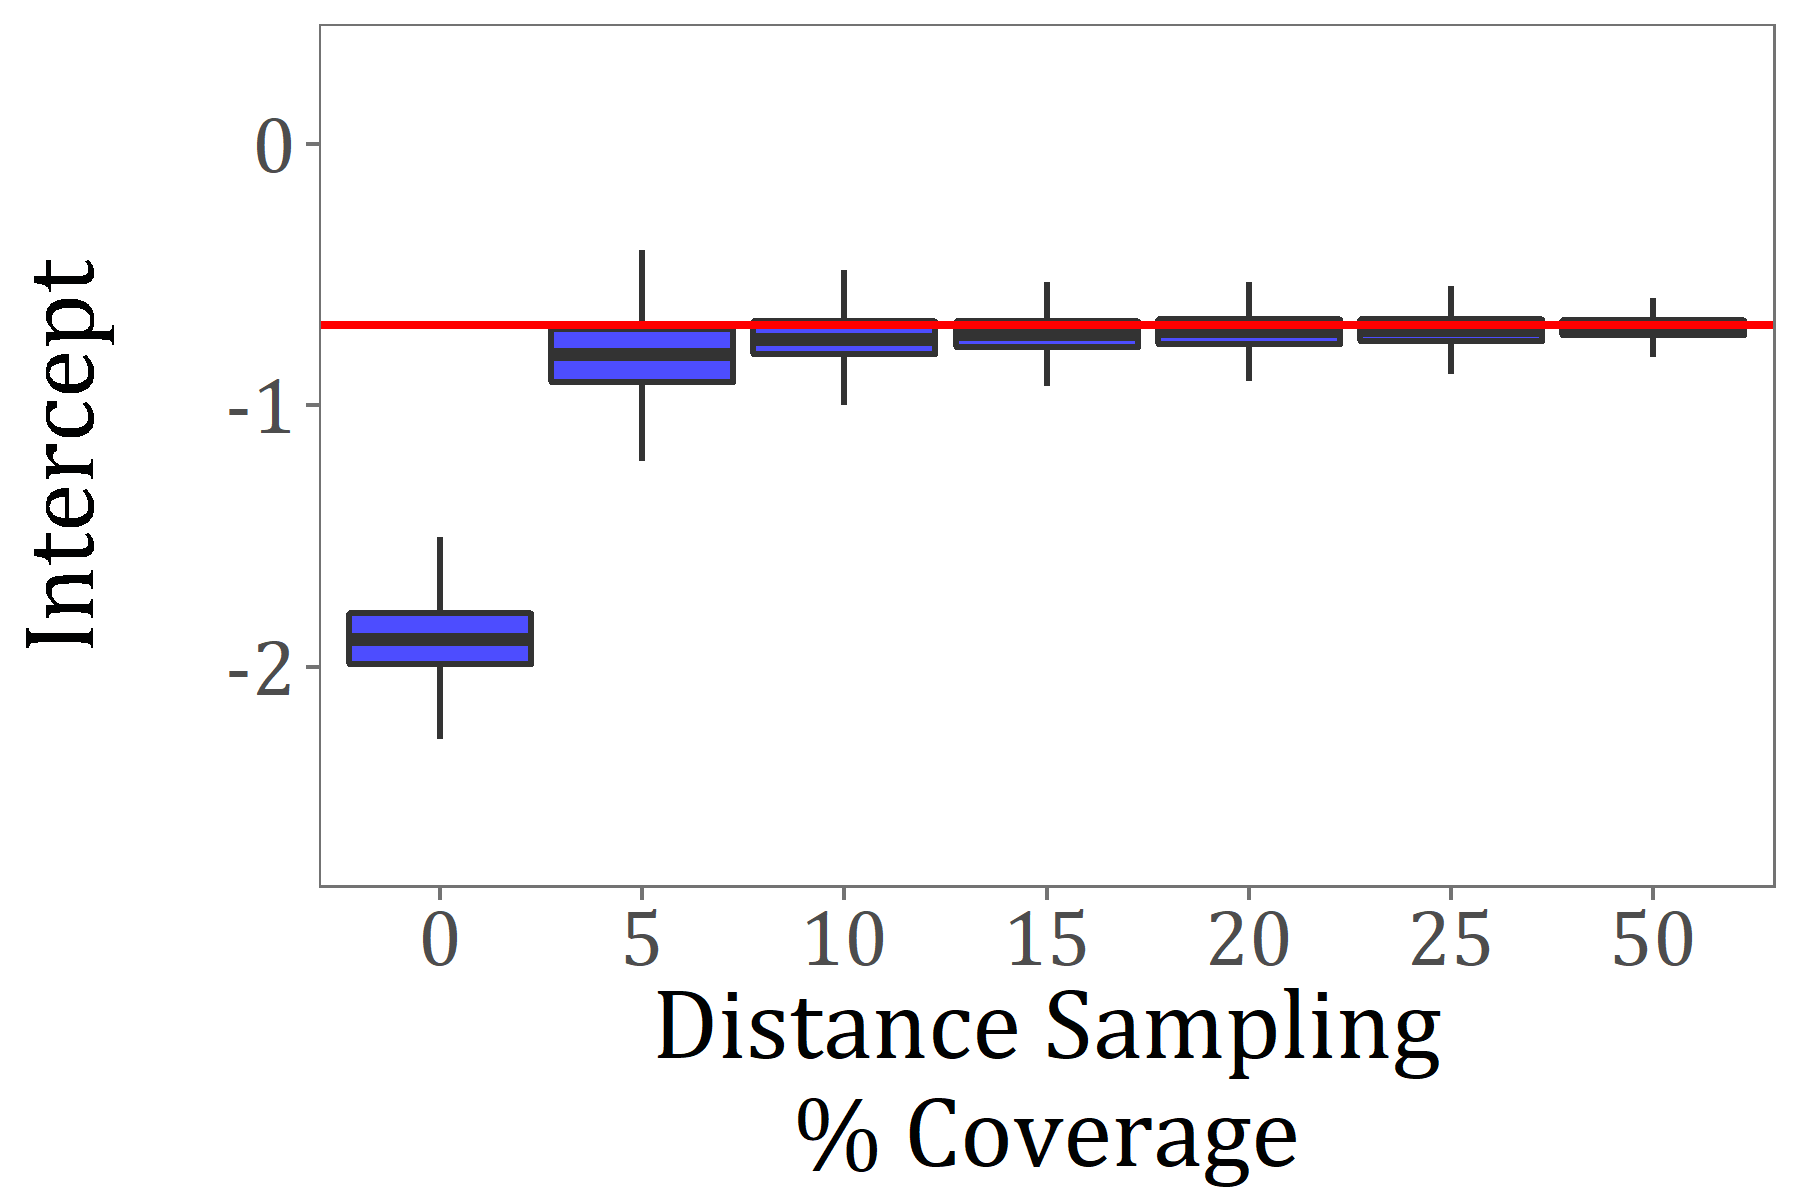 Intercept
0
-1
-2
0 5 10 15 20 25 50
Distance Sampling
% Coverage